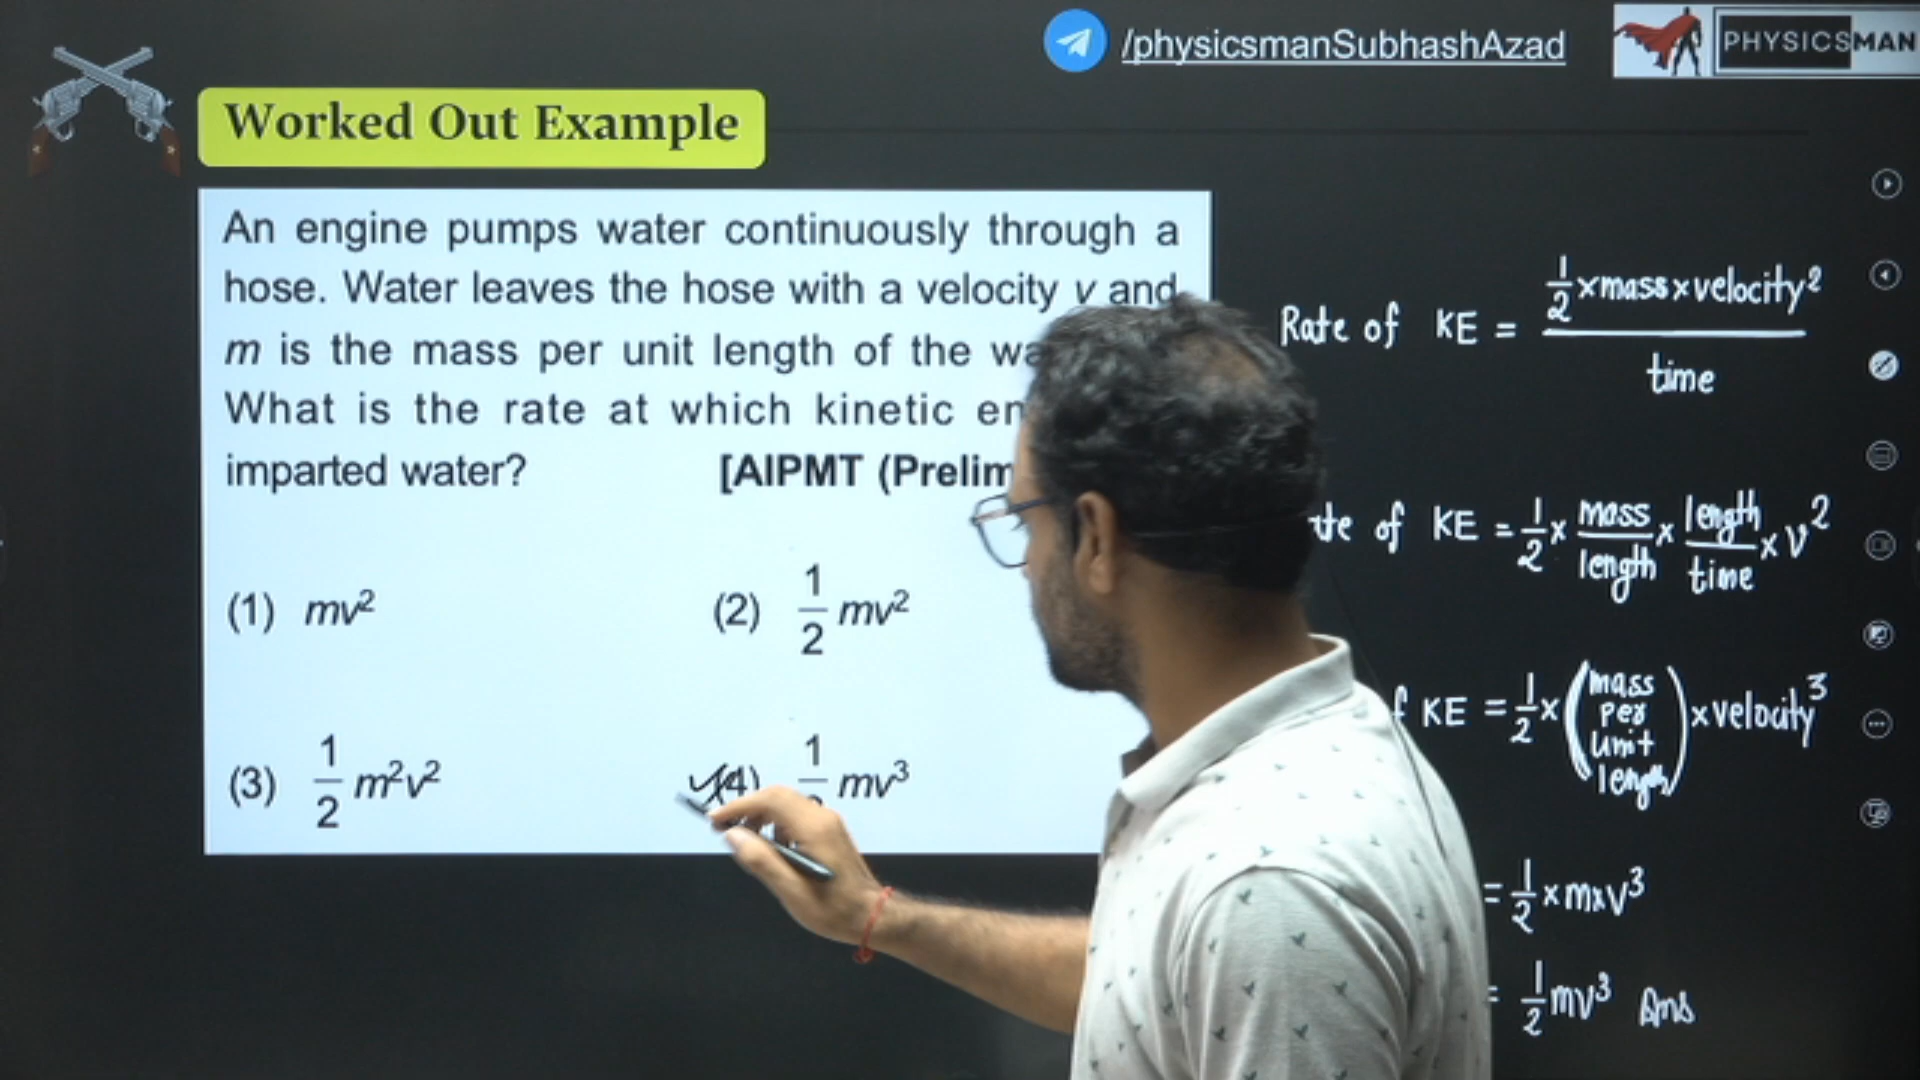 /physicsmanSubhashAzad
PHYSICSMAN
Worked Out Example
An engine pumps water continuously through a
hose. Water leaves the hose with a velocity v and
m is the mass per unit length of the
What is the rate at which kinetic
imparted water? [AIPMT (Prelim
(1) mv²
(2) 1/2 mv²
(3) 1/2 m²v²
(4) 1/2 mv³
Rate of KE = 1/2 × mass × velocity² / time
of KE = 1/2 × mass/length × length/time × v²
KE = 1/2 × (mass per unit length) × velocity³
= 1/2 × m × v³
= 1/2 mv³ Ans